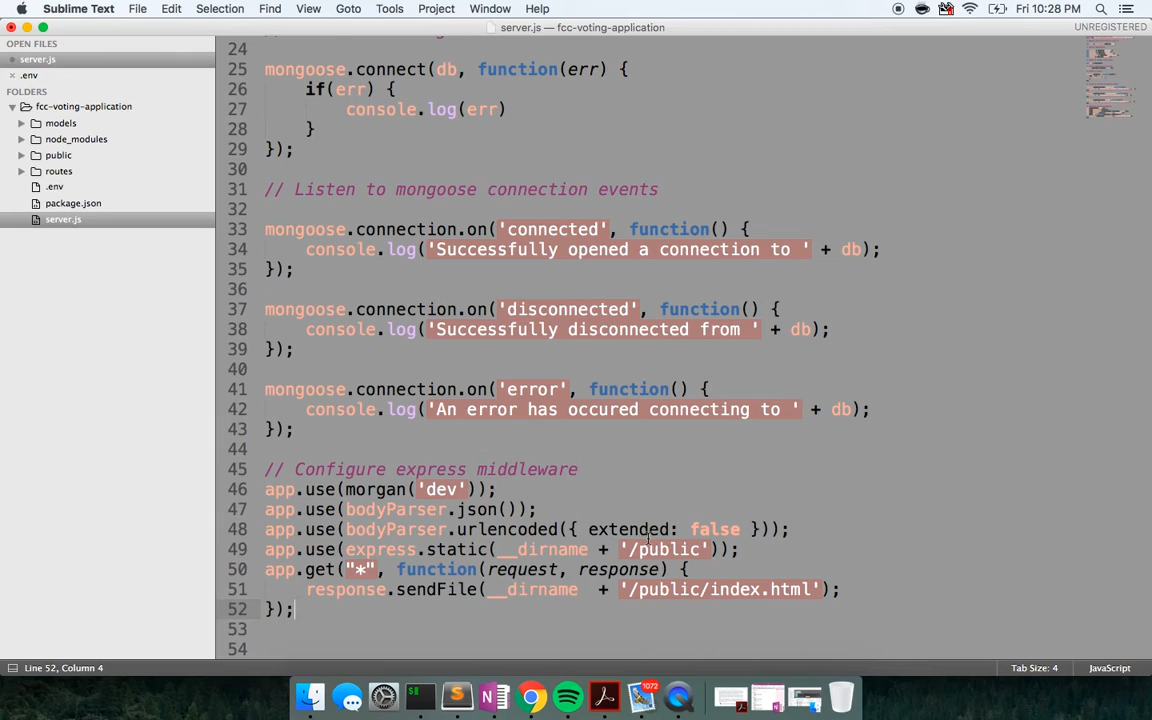 Sublime Text File Edit Selection Find View Goto Tools Project Window Help Fri 10:28 PM
server.js — fcc-voting-application UNREGISTERED
OPEN FILES
server.js
.env
FOLDERS
fcc-voting-application
models
node_modules
public
routes
.env
package.json
server.js
24
25 mongoose.connect(db, function(err) {
26 if(err) {
27 console.log(err)
28 }
29 });
30
31 // Listen to mongoose connection events
32
33 mongoose.connection.on('connected', function() {
34 console.log('Successfully opened a connection to ' + db);
35 });
36
37 mongoose.connection.on('disconnected', function() {
38 console.log('Successfully disconnected from ' + db);
39 });
40
41 mongoose.connection.on('error', function() {
42 console.log('An error has occured connecting to ' + db);
43 });
44
45 // Configure express middleware
46 app.use(morgan('dev'));
47 app.use(bodyParser.json());
48 app.use(bodyParser.urlencoded({ extended: false }));
49 app.use(express.static(__dirname + '/public'));
50 app.get("*", function(request, response) {
51 response.sendFile(__dirname  + '/public/index.html');
52 });
53
54
Line 52, Column 4 Tab Size: 4 JavaScript
1072